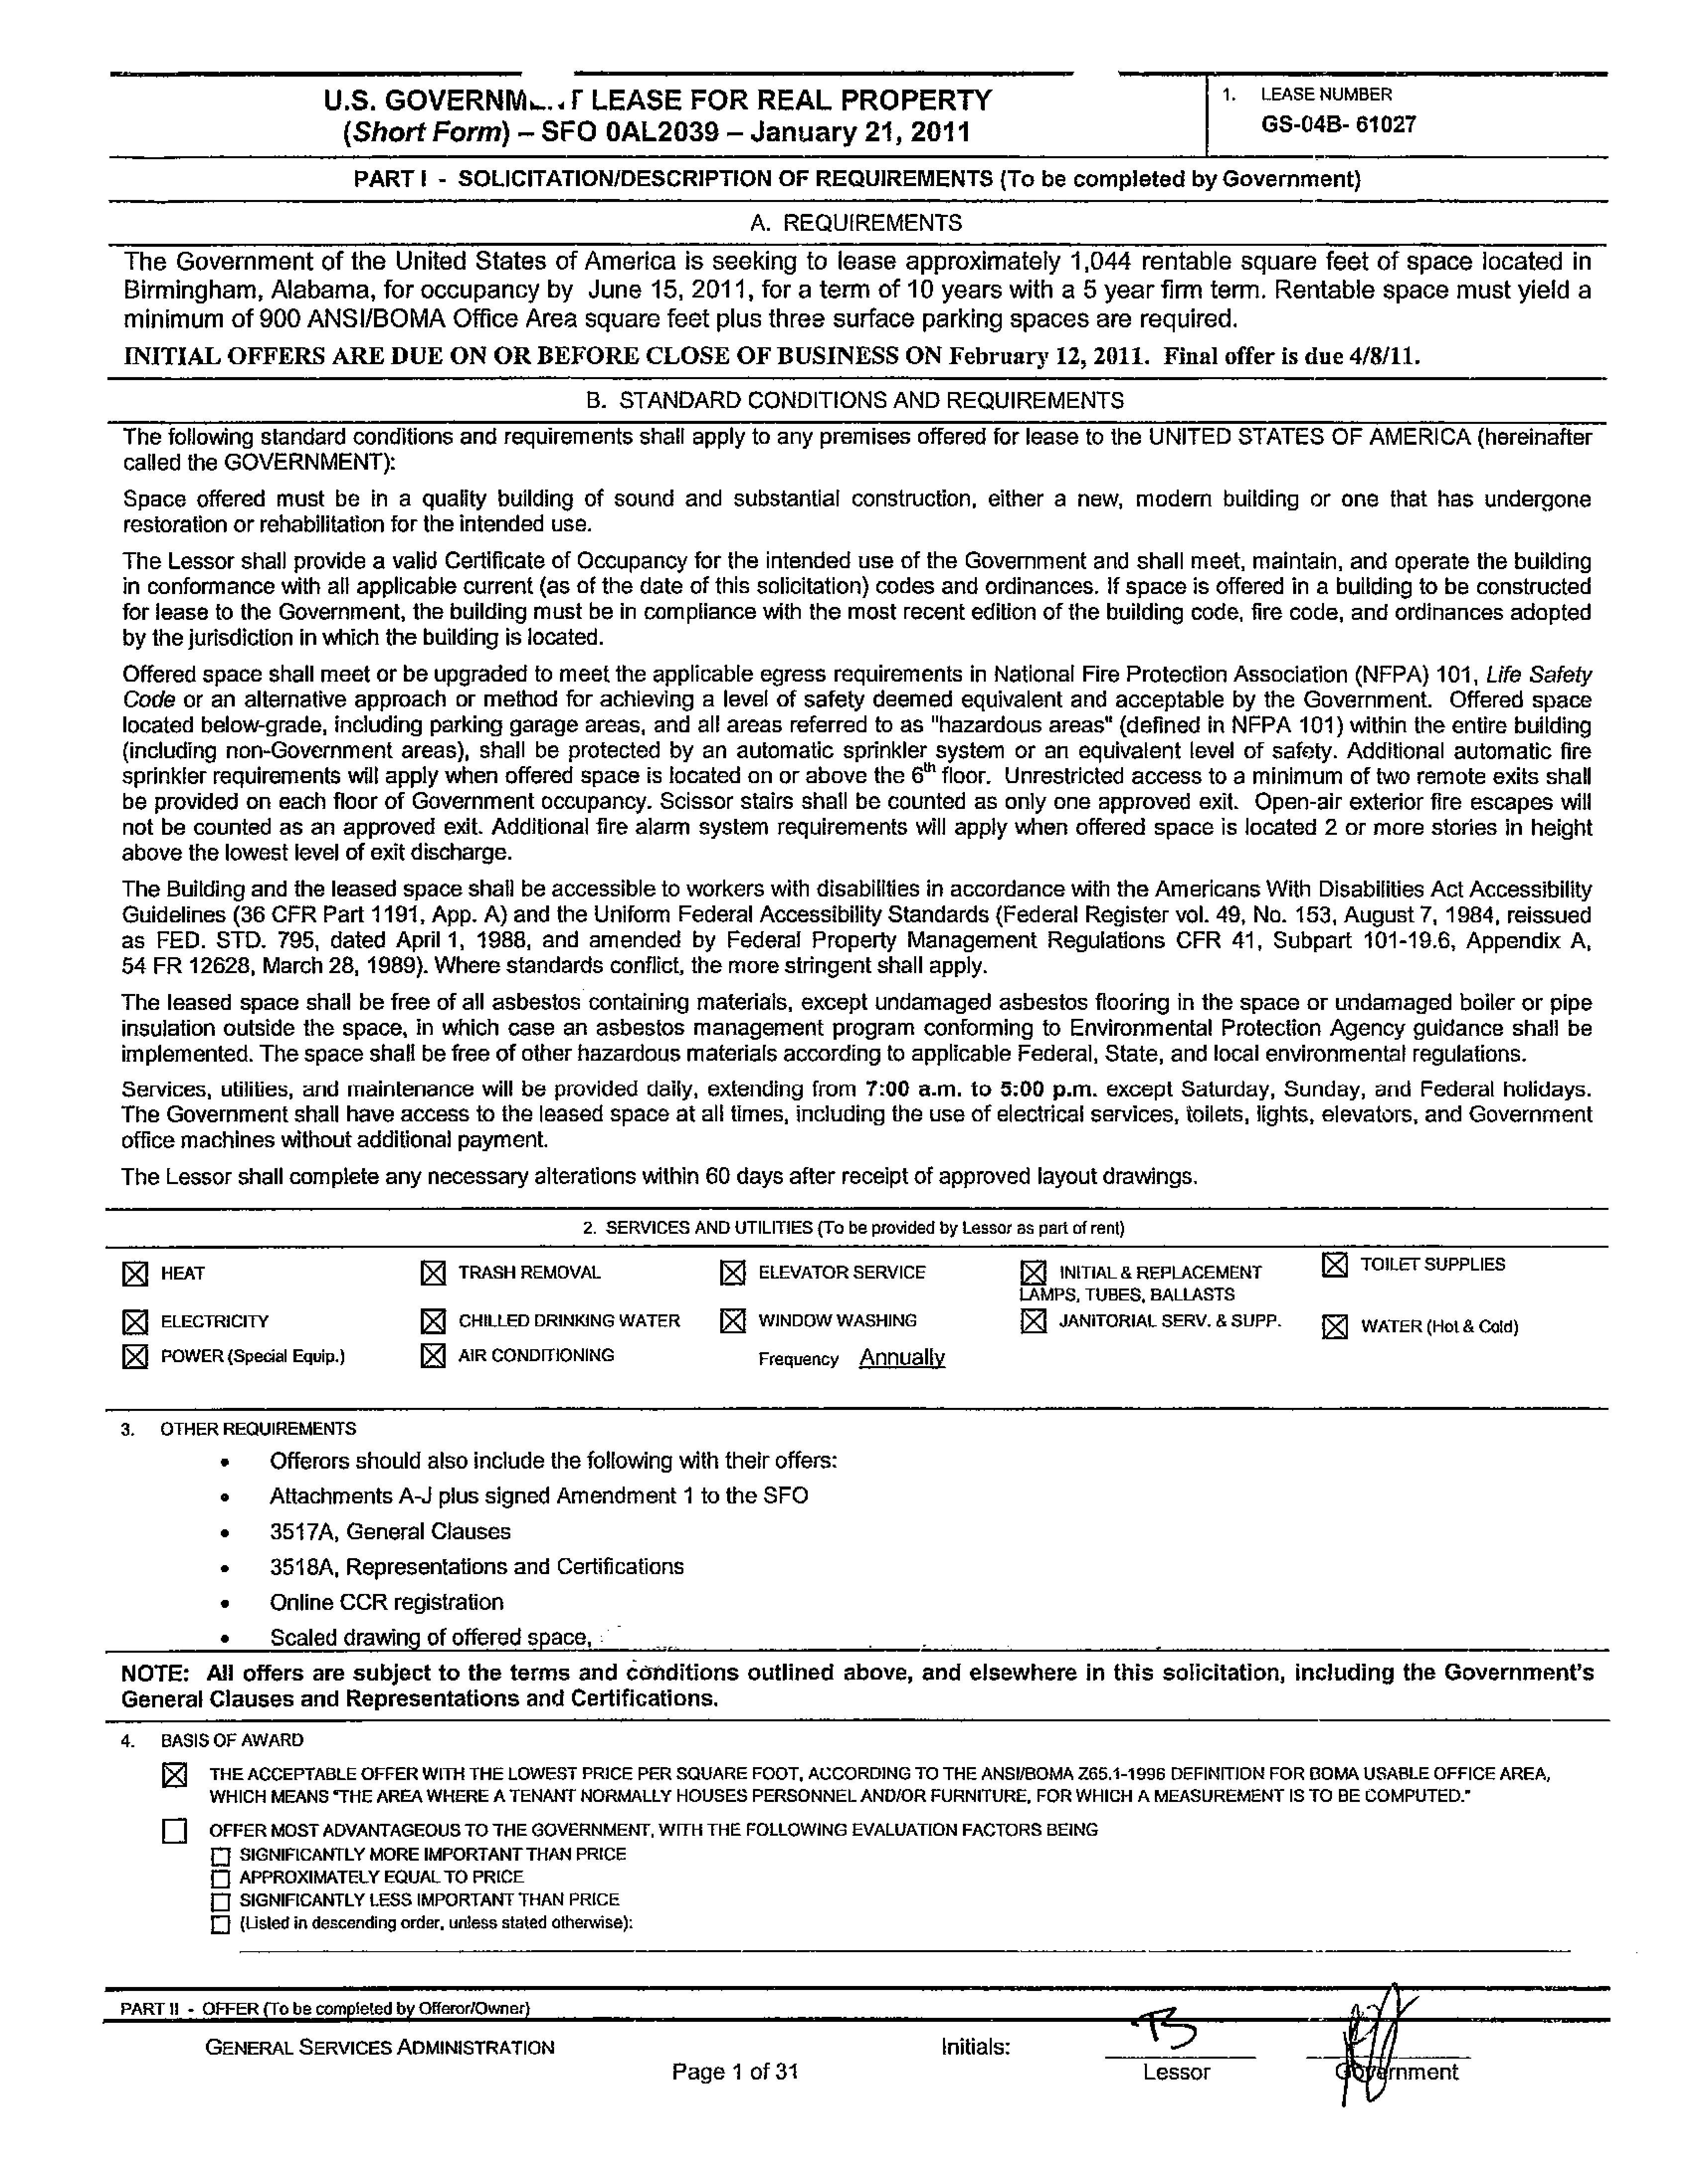 U.S. GOVERNM LEASE FOR REAL PROPERTY
(Short Form) – SFO 0AL2039 – January 21, 2011
1. LEASE NUMBER
GS-04B- 61027
PART I - SOLICITATION/DESCRIPTION OF REQUIREMENTS (To be completed by Government)
A. REQUIREMENTS
The Government of the United States of America is seeking to lease approximately 1,044 rentable square feet of space located in
Birmingham, Alabama, for occupancy by June 15, 2011, for a term of 10 years with a 5 year firm term. Rentable space must yield a
minimum of 900 ANSI/BOMA Office Area square feet plus three surface parking spaces are required.
INITIAL OFFERS ARE DUE ON OR BEFORE CLOSE OF BUSINESS ON February 12, 2011. Final offer is due 4/8/11.
B. STANDARD CONDITIONS AND REQUIREMENTS
The following standard conditions and requirements shall apply to any premises offered for lease to the UNITED STATES OF AMERICA (hereinafter
called the GOVERNMENT):
Space offered must be in a quality building of sound and substantial construction, either a new, modern building or one that has undergone
restoration or rehabilitation for the intended use.
The Lessor shall provide a valid Certificate of Occupancy for the intended use of the Government and shall meet, maintain, and operate the building
in conformance with all applicable current (as of the date of this solicitation) codes and ordinances. If space is offered in a building to be constructed
for lease to the Government, the building must be in compliance with the most recent edition of the building code, fire code, and ordinances adopted
by the jurisdiction in which the building is located.
Offered space shall meet or be upgraded to meet the applicable egress requirements in National Fire Protection Association (NFPA) 101, Life Safety
Code or an alternative approach or method for achieving a level of safety deemed equivalent and acceptable by the Government. Offered space
located below-grade, including parking garage areas, and all areas referred to as "hazardous areas" (defined in NFPA 101) within the entire building
(including non-Government areas), shall be protected by an automatic sprinkler system or an equivalent level of safety. Additional automatic fire
sprinkler requirements will apply when offered space is located on or above the 6th floor. Unrestricted access to a minimum of two remote exits shall
be provided on each floor of Government occupancy. Scissor stairs shall be counted as only one approved exit. Open-air exterior fire escapes will
not be counted as an approved exit. Additional fire alarm system requirements will apply when offered space is located 2 or more stories in height
above the lowest level of exit discharge.
The Building and the leased space shall be accessible to workers with disabilities in accordance with the Americans With Disabilities Act Accessibility
Guidelines (36 CFR Part 1191, App. A) and the Uniform Federal Accessibility Standards (Federal Register vol. 49, No. 153, August 7, 1984, reissued
as FED. STD. 795, dated April 1, 1988, and amended by Federal Property Management Regulations CFR 41, Subpart 101-19.6, Appendix A,
54 FR 12628, March 28, 1989). Where standards conflict, the more stringent shall apply.
The leased space shall be free of all asbestos containing materials, except undamaged asbestos flooring in the space or undamaged boiler or pipe
insulation outside the space, in which case an asbestos management program conforming to Environmental Protection Agency guidance shall be
implemented. The space shall be free of other hazardous materials according to applicable Federal, State, and local environmental regulations.
Services, utilities, and maintenance will be provided daily, extending from 7:00 a.m. to 5:00 p.m. except Saturday, Sunday, and Federal holidays.
The Government shall have access to the leased space at all times, including the use of electrical services, toilets, lights, elevators, and Government
office machines without additional payment.
The Lessor shall complete any necessary alterations within 60 days after receipt of approved layout drawings.
2. SERVICES AND UTILITIES (To be provided by Lessor as part of rent)
HEAT TRASH REMOVAL ELEVATOR SERVICE INITIAL & REPLACEMENT TOILET SUPPLIES
LAMPS, TUBES, BALLASTS
ELECTRICITY CHILLED DRINKING WATER WINDOW WASHING JANITORIAL SERV. & SUPP. WATER (Hot & Cold)
POWER (Special Equip.) AIR CONDITIONING Frequency Annually
3. OTHER REQUIREMENTS
• Offerors should also include the following with their offers:
• Attachments A-J plus signed Amendment 1 to the SFO
• 3517A, General Clauses
• 3518A, Representations and Certifications
• Online CCR registration
• Scaled drawing of offered space,
NOTE: All offers are subject to the terms and conditions outlined above, and elsewhere in this solicitation, including the Government's
General Clauses and Representations and Certifications.
4. BASIS OF AWARD
THE ACCEPTABLE OFFER WITH THE LOWEST PRICE PER SQUARE FOOT, ACCORDING TO THE ANSI/BOMA Z65.1-1996 DEFINITION FOR BOMA USABLE OFFICE AREA,
WHICH MEANS "THE AREA WHERE A TENANT NORMALLY HOUSES PERSONNEL AND/OR FURNITURE, FOR WHICH A MEASUREMENT IS TO BE COMPUTED."
OFFER MOST ADVANTAGEOUS TO THE GOVERNMENT, WITH THE FOLLOWING EVALUATION FACTORS BEING
SIGNIFICANTLY MORE IMPORTANT THAN PRICE
APPROXIMATELY EQUAL TO PRICE
SIGNIFICANTLY LESS IMPORTANT THAN PRICE
(Listed in descending order, unless stated otherwise):
PART II - OFFER (To be completed by Offeror/Owner)
GENERAL SERVICES ADMINISTRATION
Initials:
Page 1 of 31
Lessor
Government